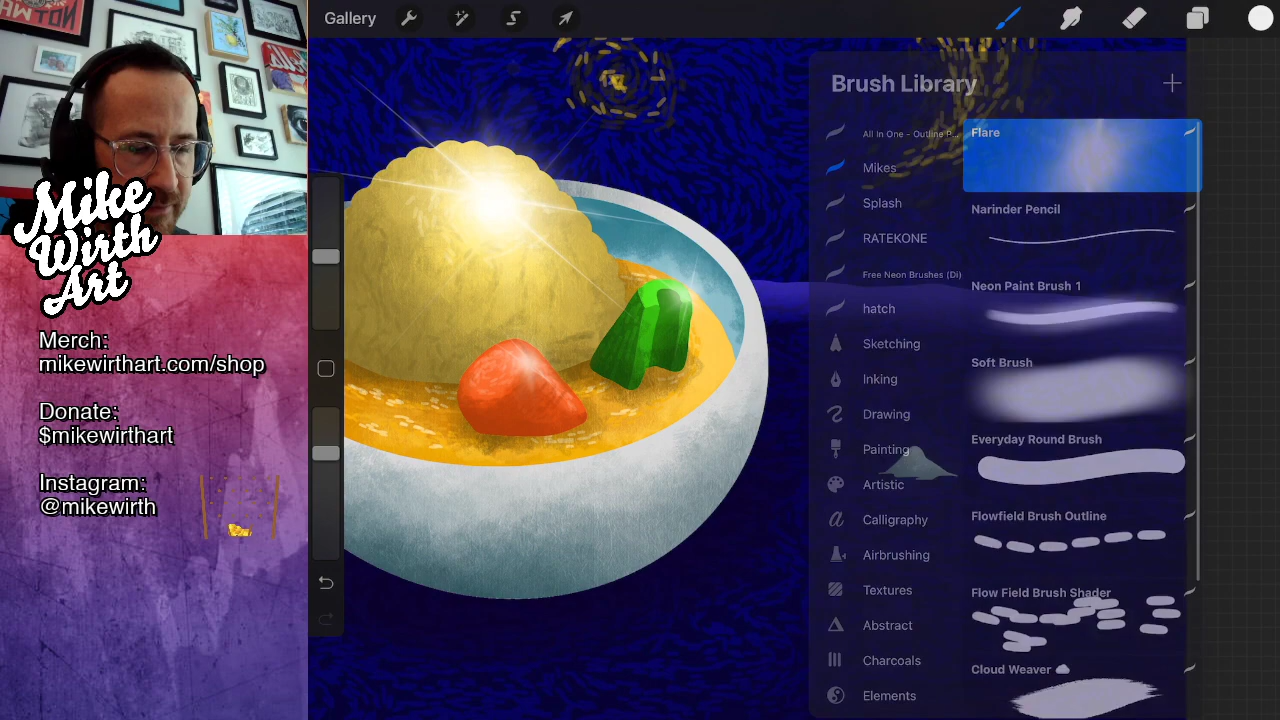 NOT MY
Mike
Wirth
Art
Merch:
mikewirthart.com/shop
Donate:
$mikewirthart
Instagram:
@mikewirth
Gallery
Brush Library
All In One - Outline P...
Mikes
Splash
RATEKONE
Free Neon Brushes (Di)
hatch
Sketching
Inking
Drawing
Painting
Artistic
Calligraphy
Airbrushing
Textures
Abstract
Charcoals
Elements
Flare
Narinder Pencil
Neon Paint Brush 1
Soft Brush
Everyday Round Brush
Flowfield Brush Outline
Flow Field Brush Shader
Cloud Weaver